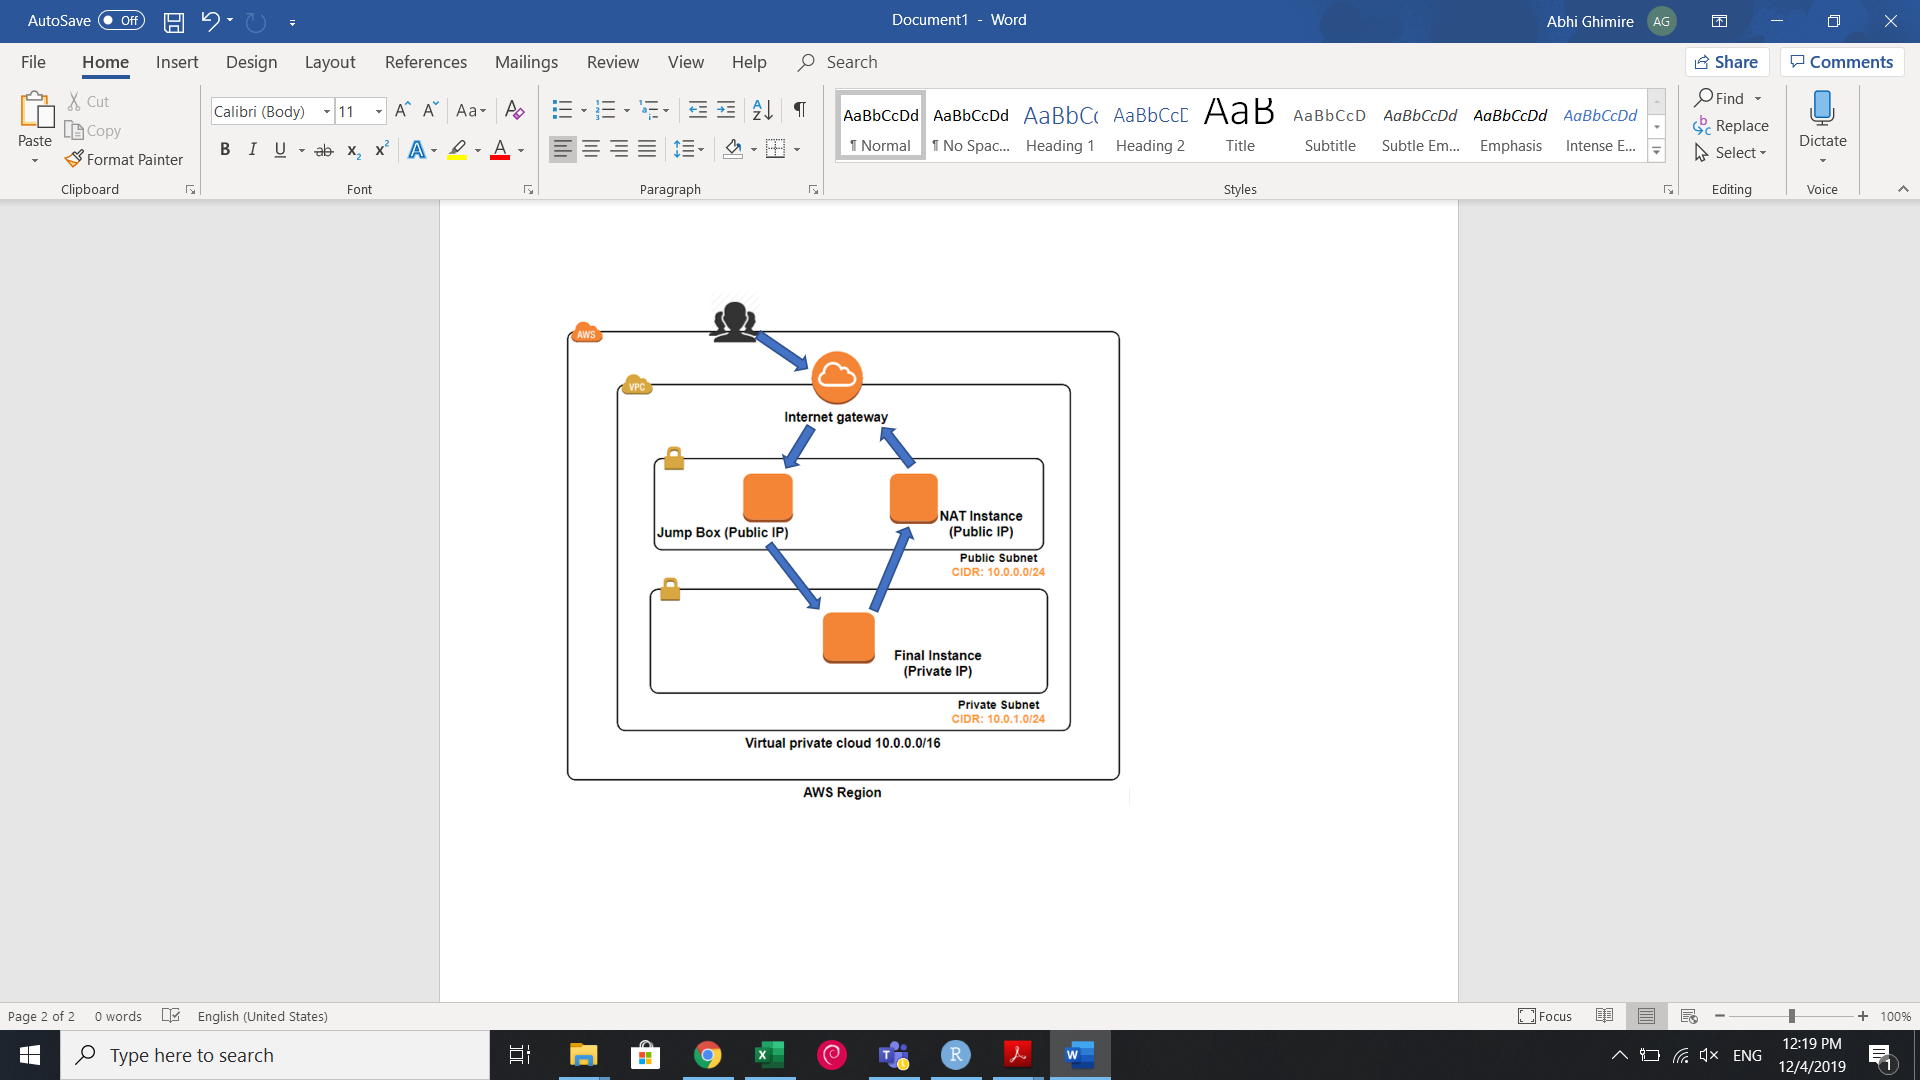 AutoSave Off
Document1 - Word
Abhi Ghimire AG
File Home Insert Design Layout References Mailings Review View Help Search
Share Comments
Paste
Cut
Copy
Format Painter
Clipboard
Calibri (Body) 11
Aa
B I U ab x2 x2 A A
Font
Paragraph
AaBbCcDd AaBbCcDd AaBbCc AaBbCcD AaB AaBbCcD AaBbCcDd AaBbCcDd AaBbCcDd
¶ Normal ¶ No Spac... Heading 1 Heading 2 Title Subtitle Subtle Em... Emphasis Intense E...
Styles
Find
Replace
Select
Editing
Dictate
Voice
AWS
VPC
Internet gateway
Jump Box (Public IP)
NAT Instance
(Public IP)
Public Subnet
CIDR: 10.0.0.0/24
Final Instance
(Private IP)
Private Subnet
CIDR: 10.0.1.0/24
Virtual private cloud 10.0.0.0/16
AWS Region
Page 2 of 2 0 words English (United States)
Focus
100%
Type here to search
ENG
12:19 PM
12/4/2019
1